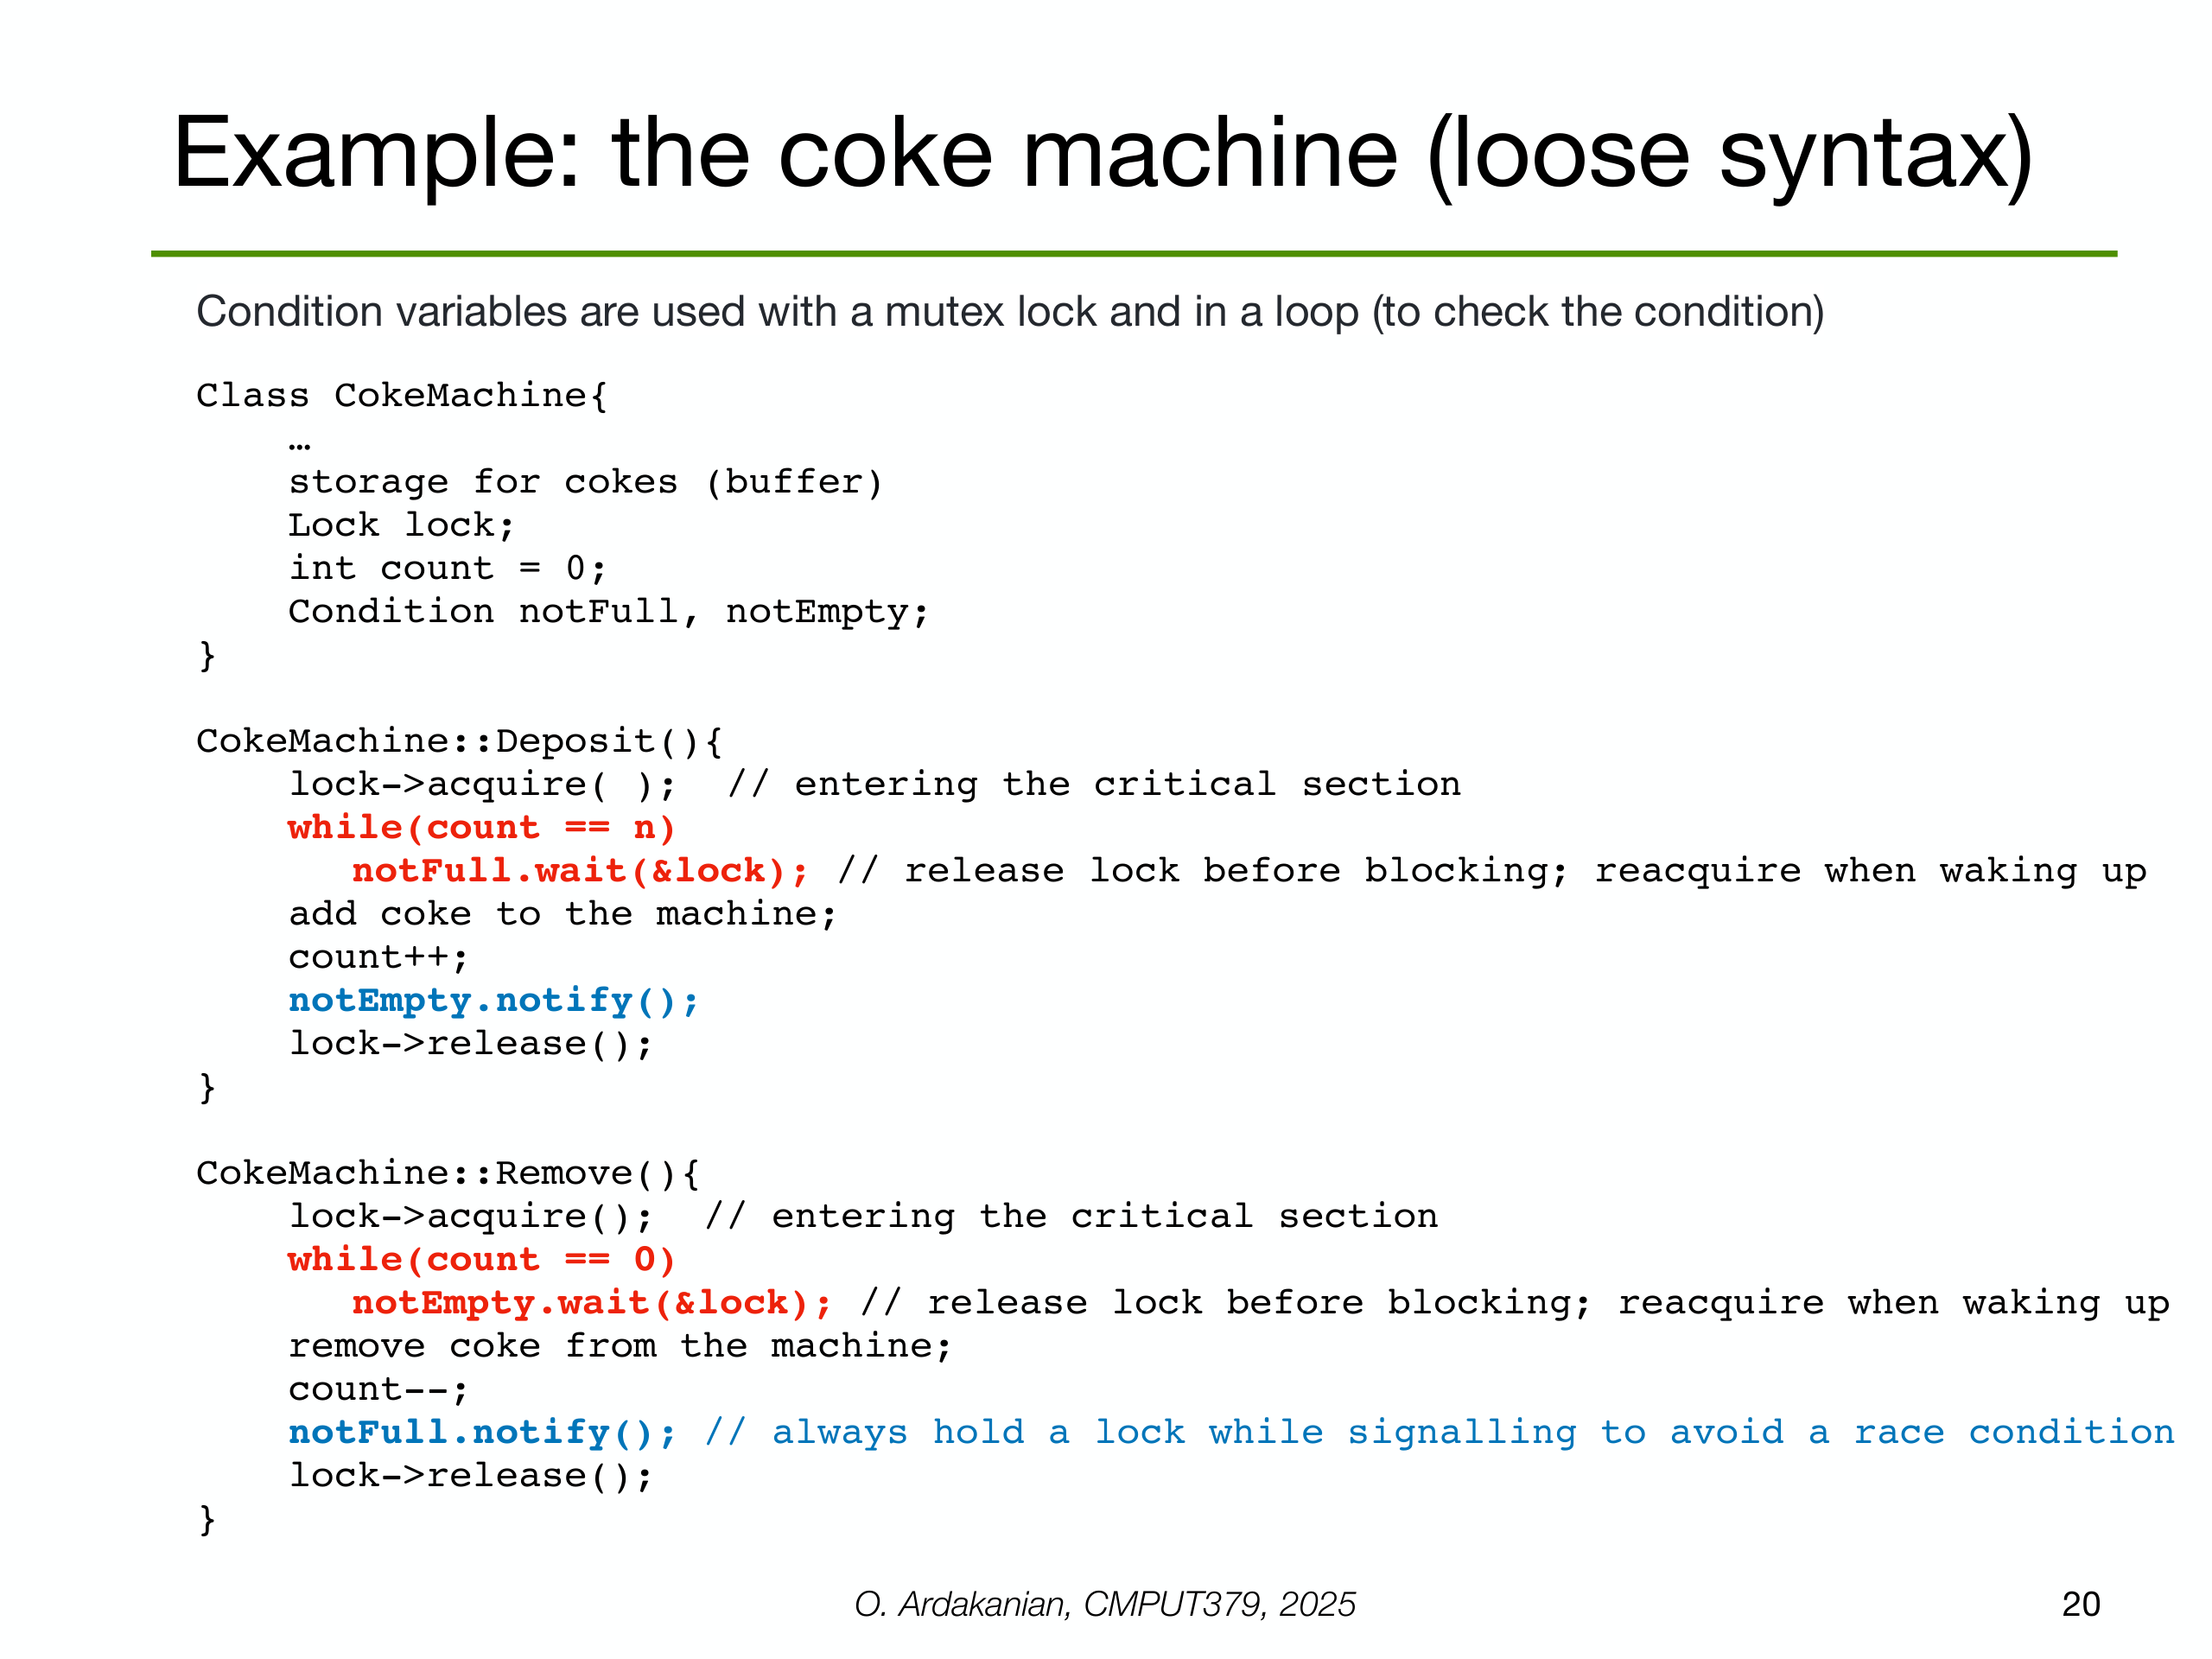 Example: the coke machine (loose syntax)
Condition variables are used with a mutex lock and in a loop (to check the condition)
Class CokeMachine{
…
storage for cokes (buffer)
Lock lock;
int count = 0;
Condition notFull, notEmpty;
}
CokeMachine::Deposit(){
lock->acquire( );  // entering the critical section
while(count == n)
notFull.wait(&lock); // release lock before blocking; reacquire when waking up
add coke to the machine;
count++;
notEmpty.notify();
lock->release();
}
CokeMachine::Remove(){
lock->acquire();  // entering the critical section
while(count == 0)
notEmpty.wait(&lock); // release lock before blocking; reacquire when waking up
remove coke from the machine;
count--;
notFull.notify(); // always hold a lock while signalling to avoid a race condition
lock->release();
}
O. Ardakanian, CMPUT379, 2025
20